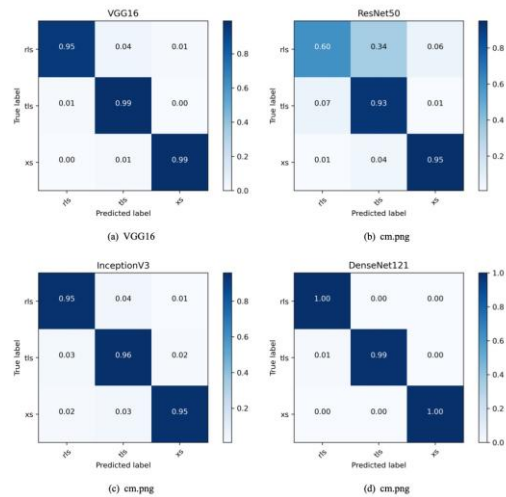 VGG16
rls 0.95 0.04 0.01
tls 0.01 0.99 0.00
xs 0.00 0.01 0.99
True label
rls tls xs
Predicted label
0.8
0.6
0.4
0.2
0.0
(a) VGG16
ResNet50
rls 0.60 0.34 0.06
tls 0.07 0.93 0.01
xs 0.01 0.04 0.95
True label
rls tls xs
Predicted label
0.8
0.6
0.4
0.2
(b) cm.png
InceptionV3
rls 0.95 0.04 0.01
tls 0.03 0.96 0.02
xs 0.02 0.03 0.95
True label
rls tls xs
Predicted label
0.8
0.6
0.4
0.2
(c) cm.png
DenseNet121
rls 1.00 0.00 0.00
tls 0.01 0.99 0.00
xs 0.00 0.00 1.00
True label
rls tls xs
Predicted label
1.0
0.8
0.6
0.4
0.2
0.0
(d) cm.png